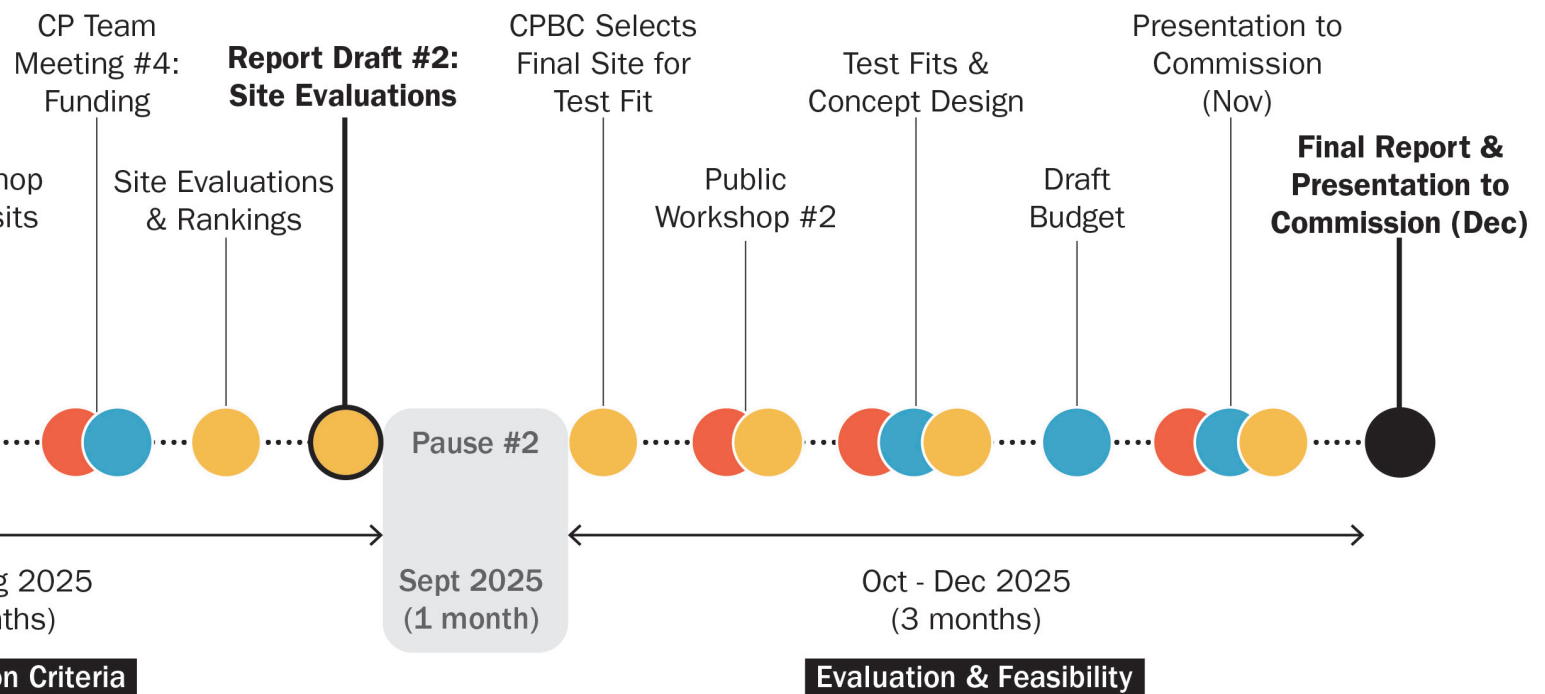 CP Team
Meeting #4:
Funding
Report Draft #2:
Site Evaluations
CPBC Selects
Final Site for
Test Fit
Test Fits &
Concept Design
Presentation to
Commission
(Nov)
Site Evaluations
& Rankings
Public
Workshop #2
Draft
Budget
Final Report &
Presentation to
Commission (Dec)
Pause #2
2025
Sept 2025
(1 month)
Oct - Dec 2025
(3 months)
Criteria
Evaluation & Feasibility